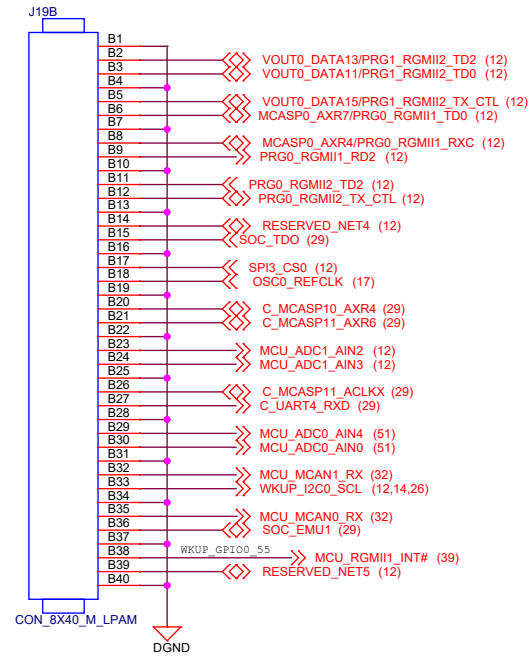 J19B
B1
B2 VOUT0_DATA13/PRG1_RGMII2_TD2 (12)
B3 VOUT0_DATA11/PRG1_RGMII2_TD0 (12)
B4
B5 VOUT0_DATA15/PRG1_RGMII2_TX_CTL (12)
B6 MCASP0_AXR7/PRG0_RGMII1_TD0 (12)
B7
B8 MCASP0_AXR4/PRG0_RGMII1_RXC (12)
B9 PRG0_RGMII1_RD2 (12)
B10
B11 PRG0_RGMII2_TD2 (12)
B12 PRG0_RGMII2_TX_CTL (12)
B13
B14 RESERVED_NET4 (12)
B15 SOC_TDO (29)
B16
B17 SPI3_CS0 (12)
B18 OSC0_REFCLK (17)
B19
B20 C_MCASP10_AXR4 (29)
B21 C_MCASP11_AXR6 (29)
B22
B23 MCU_ADC1_AIN2 (12)
B24 MCU_ADC1_AIN3 (12)
B25
B26 C_MCASP11_ACLKX (29)
B27 C_UART4_RXD (29)
B28
B29 MCU_ADC0_AIN4 (51)
B30 MCU_ADC0_AIN0 (51)
B31
B32 MCU_MCAN1_RX (32)
B33 WKUP_I2C0_SCL (12,14,26)
B34
B35 MCU_MCAN0_RX (32)
B36 SOC_EMU1 (29)
B37
B38 WKUP_GPIO0_55 MCU_RGMII1_INT# (39)
B39 RESERVED_NET5 (12)
B40
CON_8X40_M_LPAM
DGND